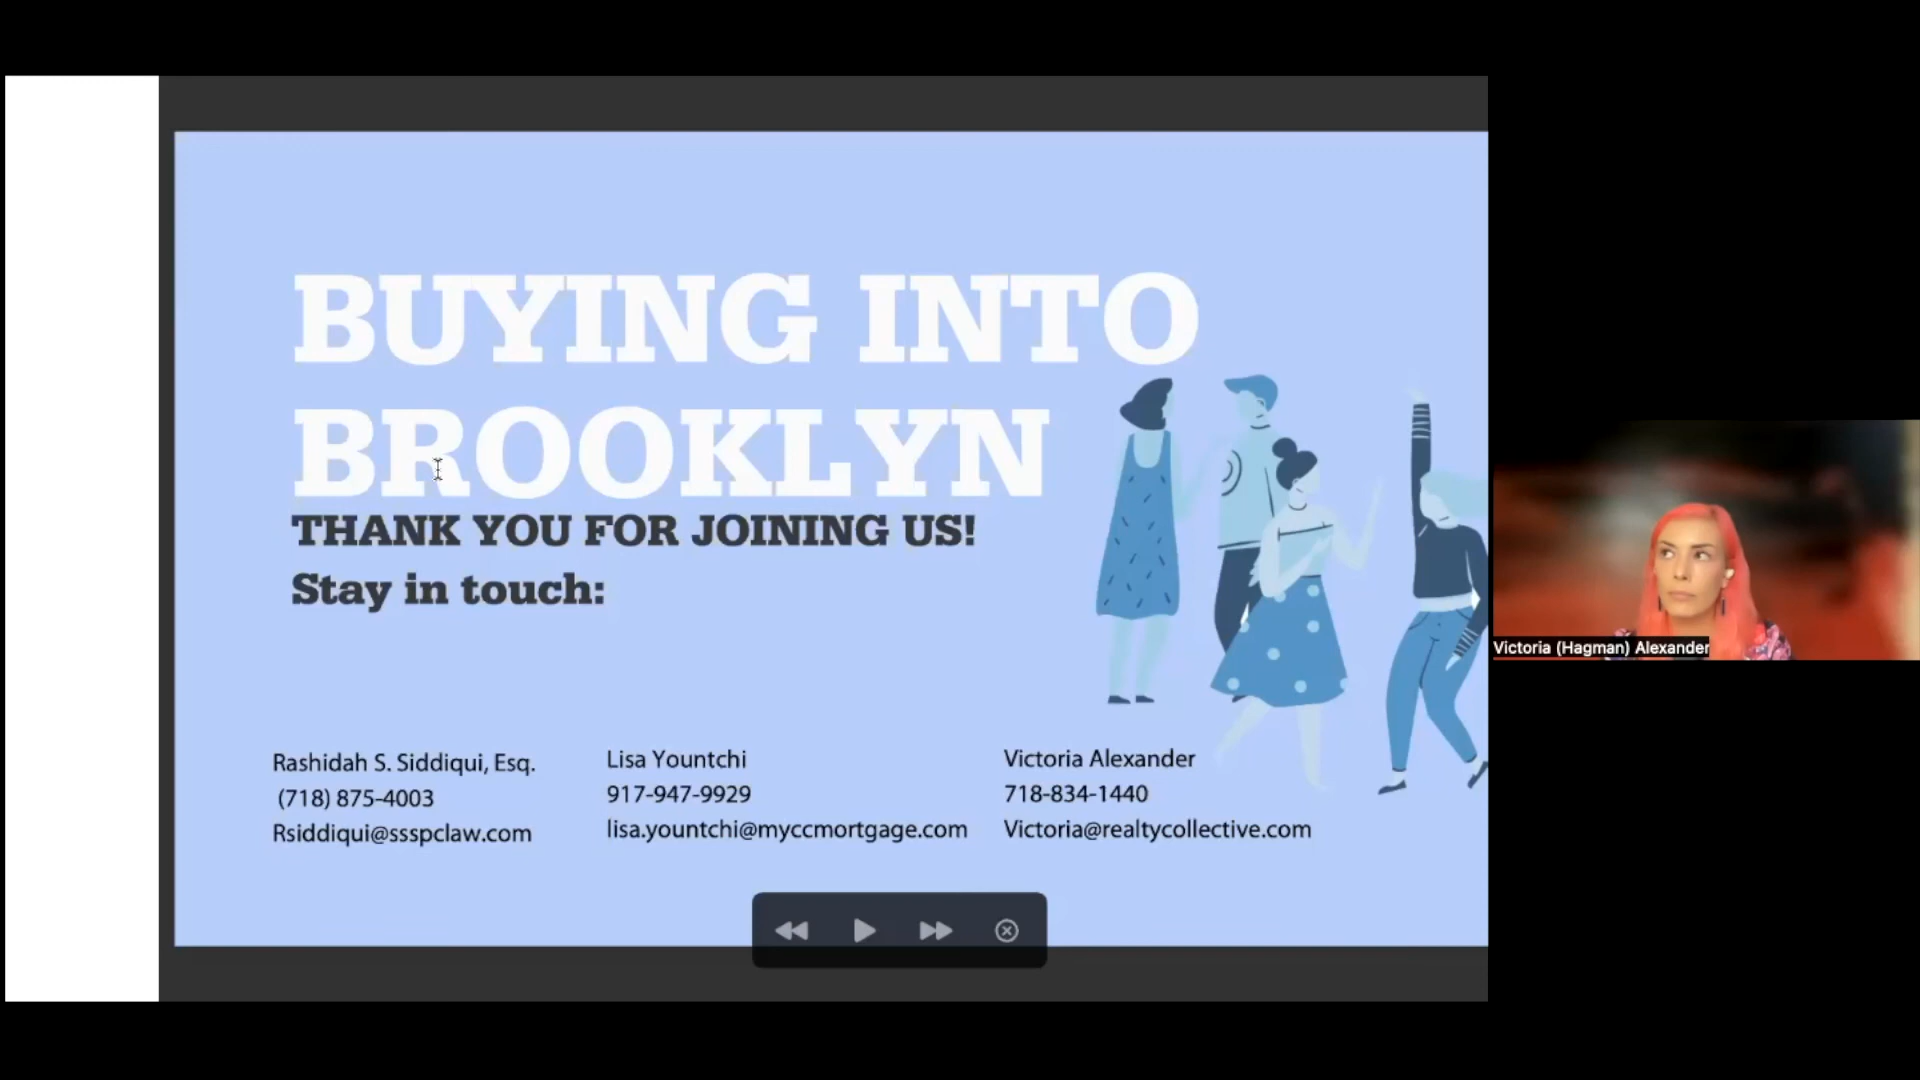 BUYING INTO
BROOKLYN
THANK YOU FOR JOINING US!
Stay in touch:
Rashidah S. Siddiqui, Esq.
(718) 875-4003
Rsiddiqui@ssspclaw.com
Lisa Yountchi
917-947-9929
lisa.yountchi@myccmortgage.com
Victoria Alexander
718-834-1440
Victoria@realtycollective.com
Victoria (Hagman) Alexander